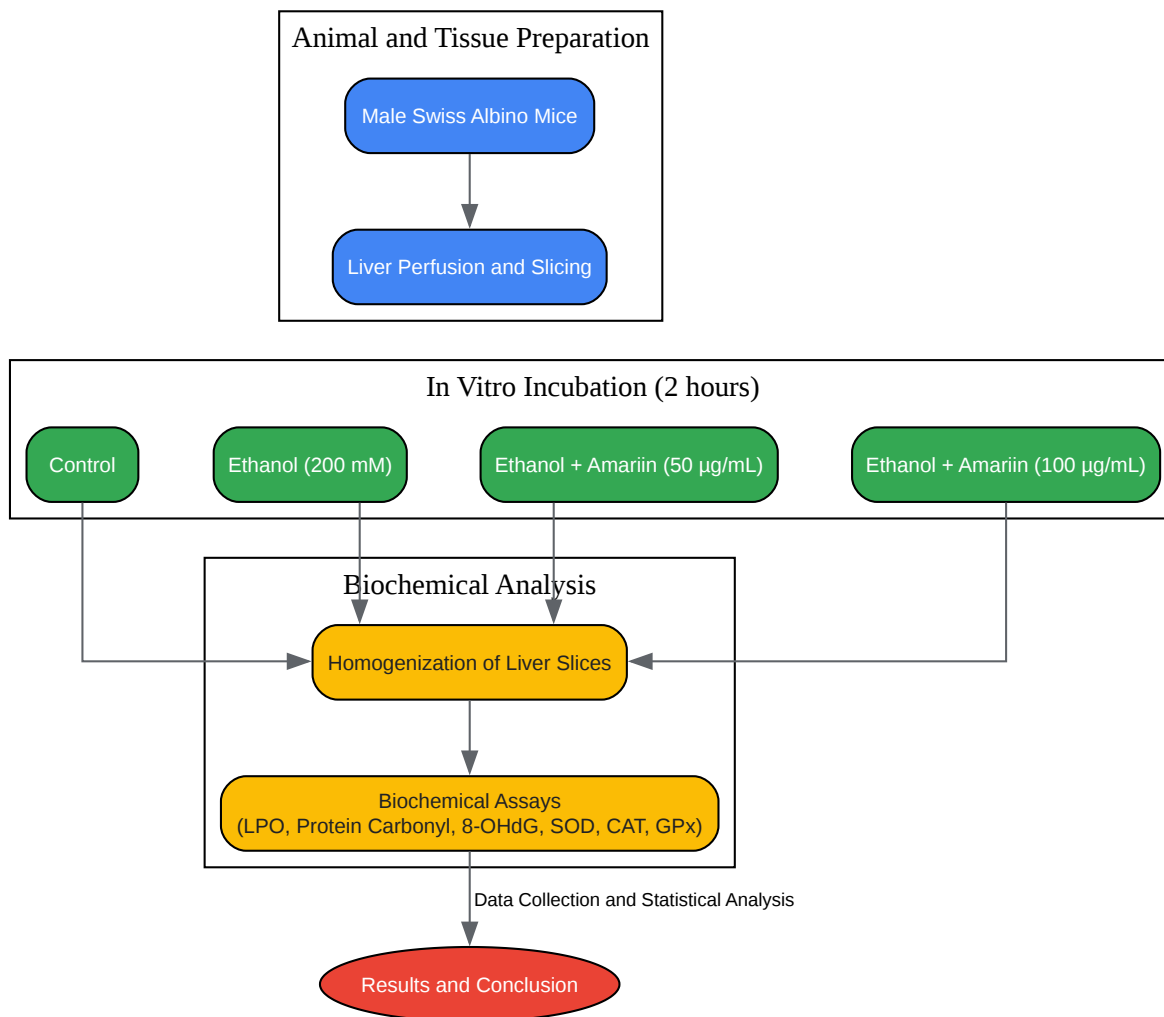 Animal and Tissue Preparation
Male Swiss Albino Mice
Liver Perfusion and Slicing
In Vitro Incubation (2 hours)
Control
Ethanol (200 mM)
Ethanol + Amariin (50 µg/mL)
Ethanol + Amariin (100 µg/mL)
Biochemical Analysis
Homogenization of Liver Slices
Biochemical Assays
(LPO, Protein Carbonyl, 8-OHdG, SOD, CAT, GPx)
Data Collection and Statistical Analysis
Results and Conclusion